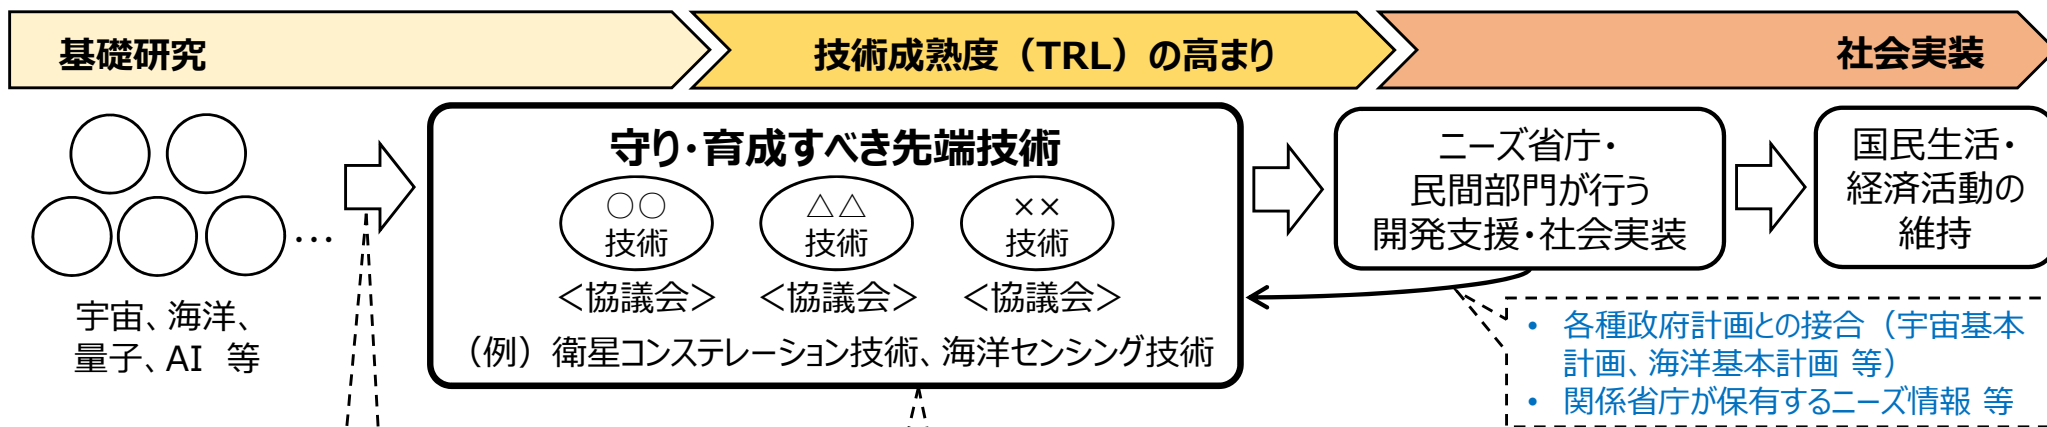 基礎研究
技術成熟度（TRL）の高まり
社会実装
宇宙、海洋、
量子、AI 等
…
守り・育成すべき先端技術
○○
技術
△△
技術
××
技術
＜協議会＞
＜協議会＞
＜協議会＞
（例）衛星コンステレーション技術、海洋センシング技術
ニーズ省庁・
民間部門が行う
開発支援・社会実装
国民生活・
経済活動の
維持
• 各種政府計画との接合（宇宙基本
計画、海洋基本計画 等）
• 関係省庁が保有するニーズ情報 等